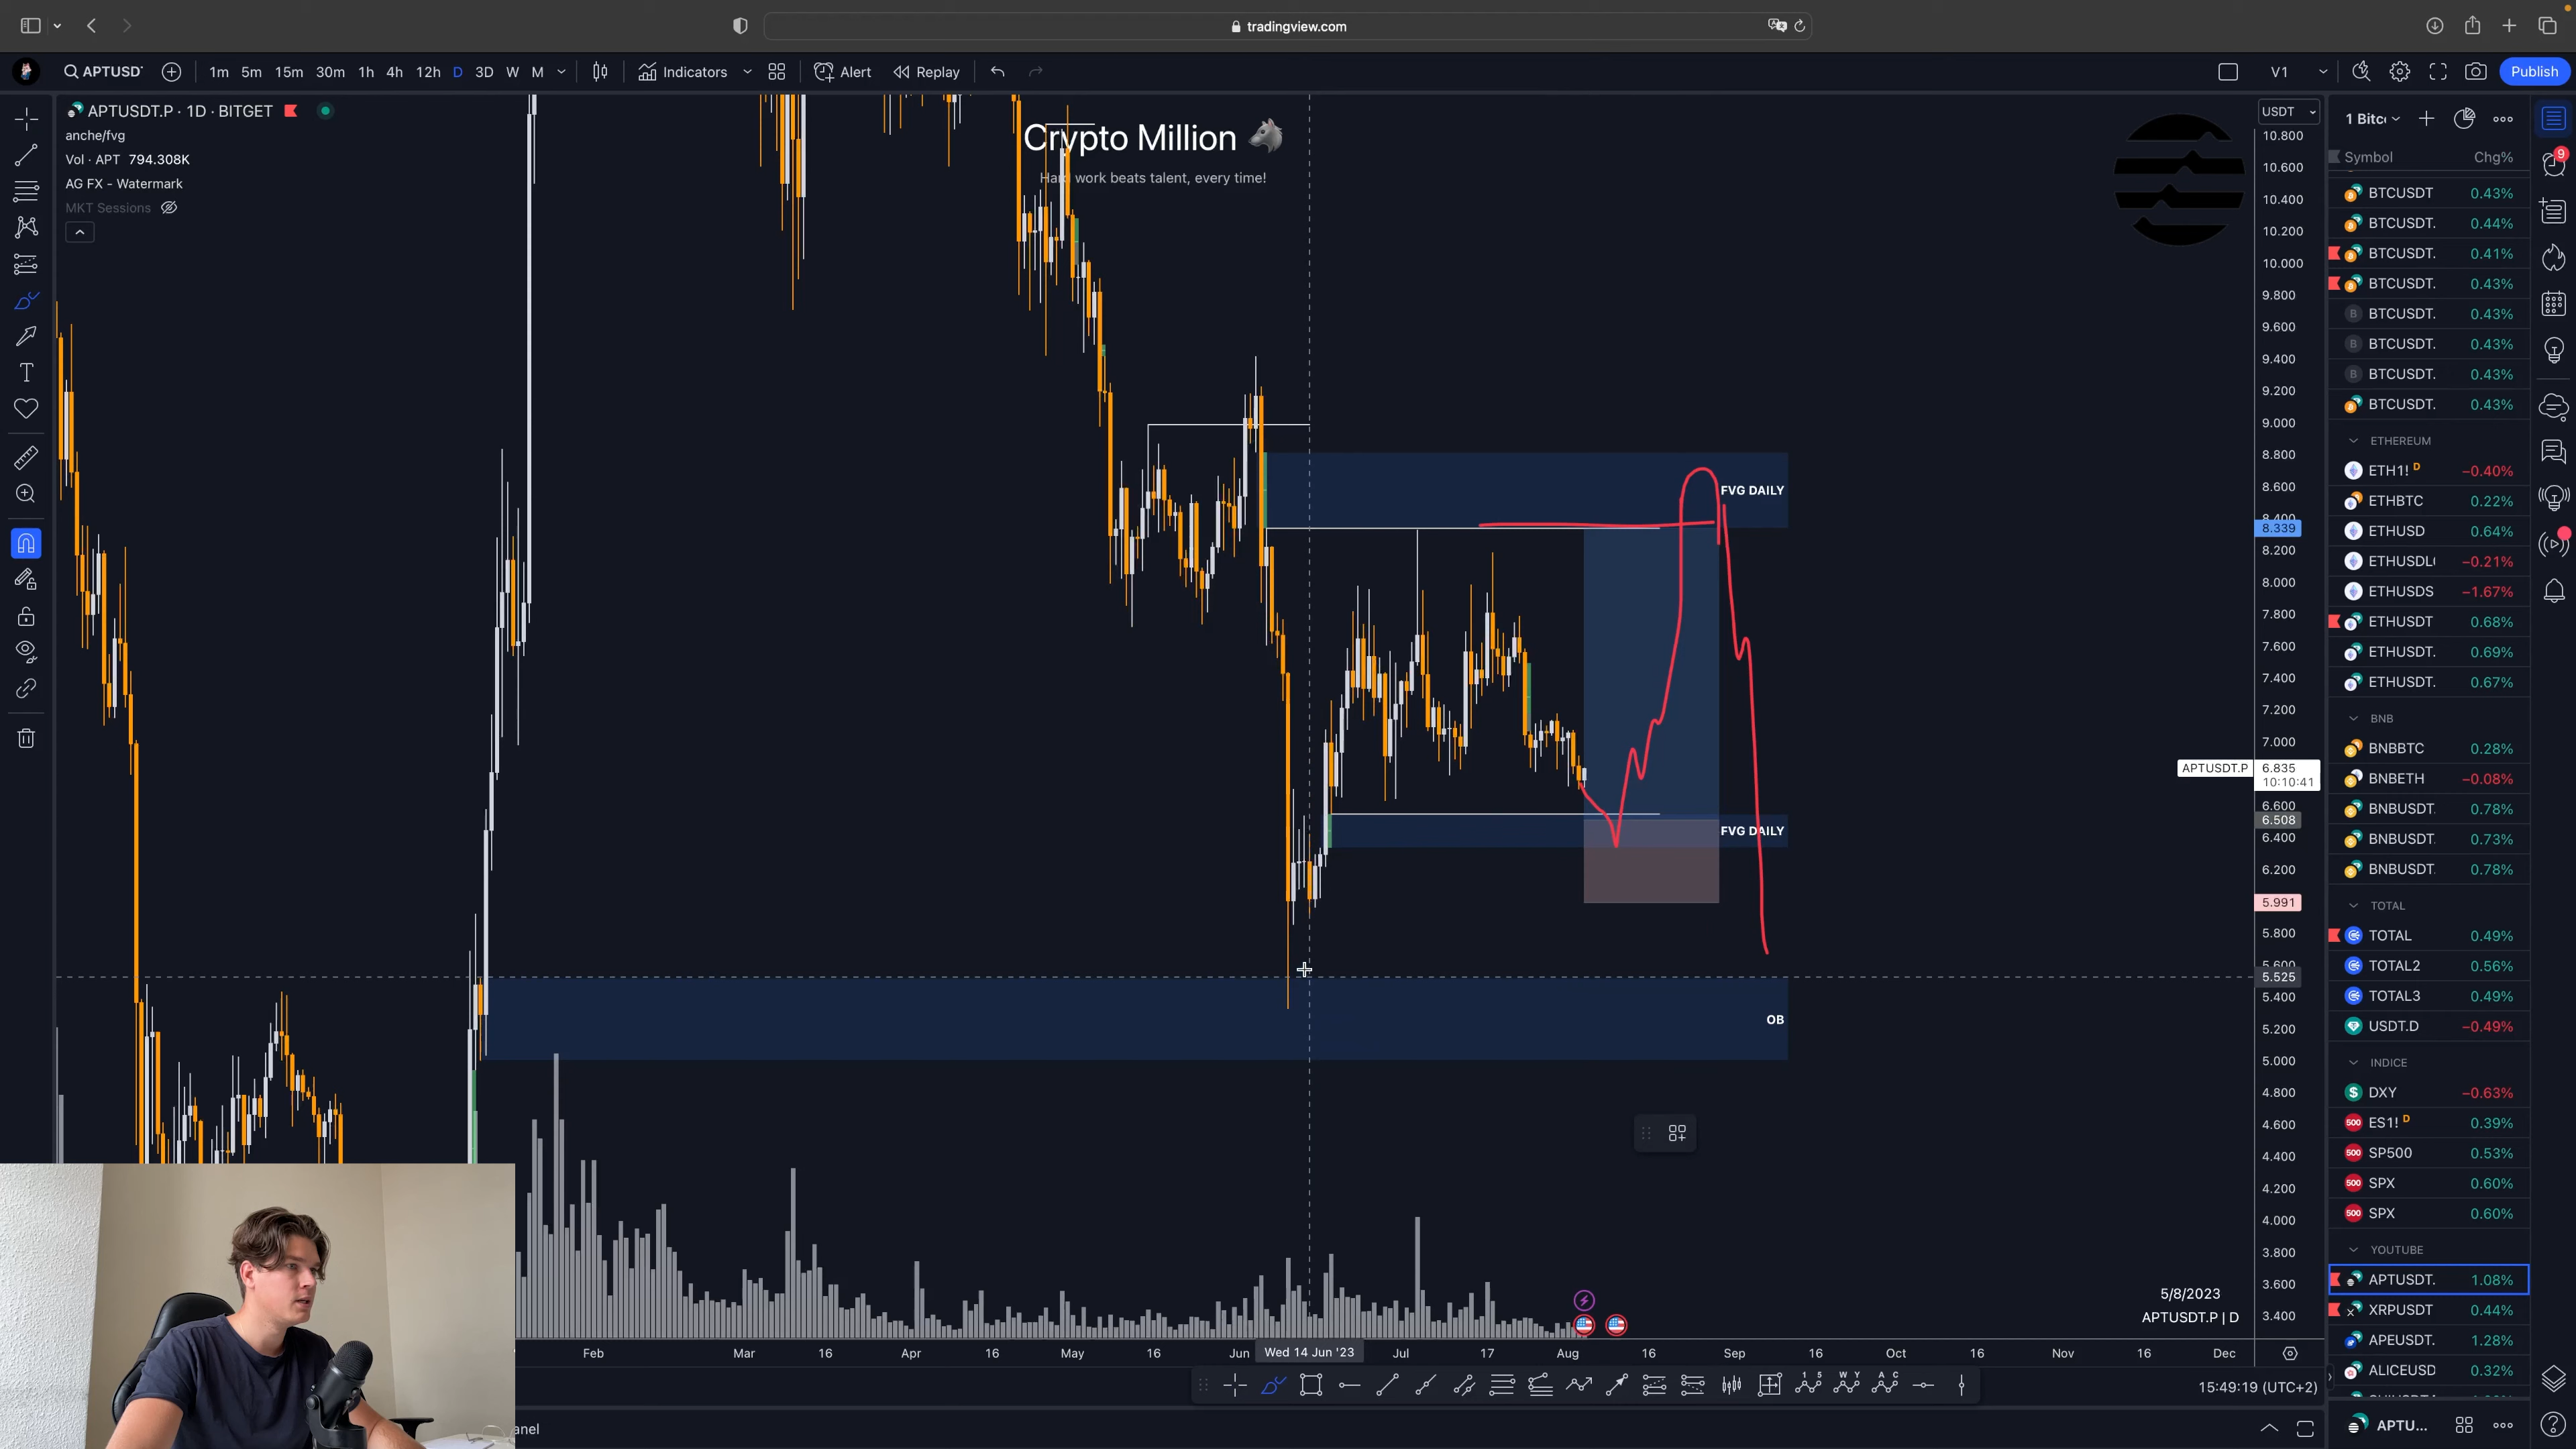 tradingview.com
APTUSD
1m 5m 15m 30m 1h 4h 12h D 3D W M
Indicators
Alert
Replay
V1
Publish
APTUSDT.P · 1D · BITGET
anche/fvg
Vol · APT 794.308K
AG FX - Watermark
MKT Sessions
Crypto Million
Hard work beats talent, every time!
FVG DAILY
FVG DAILY
OB
USDT
10.800
10.600
10.400
10.200
10.000
9.800
9.600
9.400
9.200
9.000
8.800
8.600
8.400
8.339
8.200
8.000
7.800
7.600
7.400
7.200
7.000
APTUSDT.P 6.835
10:10:41
6.600
6.508
6.400
6.200
5.991
5.800
5.600
5.525
5.400
5.200
5.000
4.800
4.600
4.400
4.200
4.000
3.800
3.600
3.400
5/8/2023
APTUSDT.P | D
Feb Mar 16 Apr 16 May 16 Jun Wed 14 Jun '23 Jul 17 Aug 16 Sep 16 Oct 16 Nov 16 Dec
15:49:19 (UTC+2)
anel
1 Bitc
Symbol Chg%
BTCUSDT 0.43%
BTCUSDT. 0.44%
BTCUSDT. 0.41%
BTCUSDT. 0.43%
BTCUSDT. 0.43%
BTCUSDT. 0.43%
BTCUSDT. 0.43%
BTCUSDT. 0.43%
ETHEREUM
ETH1! D −0.40%
ETHBTC 0.22%
ETHUSD 0.64%
ETHUSDL −0.21%
ETHUSDS −1.67%
ETHUSDT 0.68%
ETHUSDT. 0.69%
ETHUSDT. 0.67%
BNB
BNBBTC 0.28%
BNBETH −0.08%
BNBUSDT 0.78%
BNBUSDT. 0.73%
BNBUSDT. 0.78%
TOTAL
TOTAL 0.49%
TOTAL2 0.56%
TOTAL3 0.49%
USDT.D −0.49%
INDICE
DXY −0.63%
ES1! D 0.39%
SP500 0.53%
SPX 0.60%
SPX 0.60%
YOUTUBE
APTUSDT. 1.08%
XRPUSDT 0.44%
APEUSDT. 1.28%
ALICEUSD 0.32%
APTU...
9